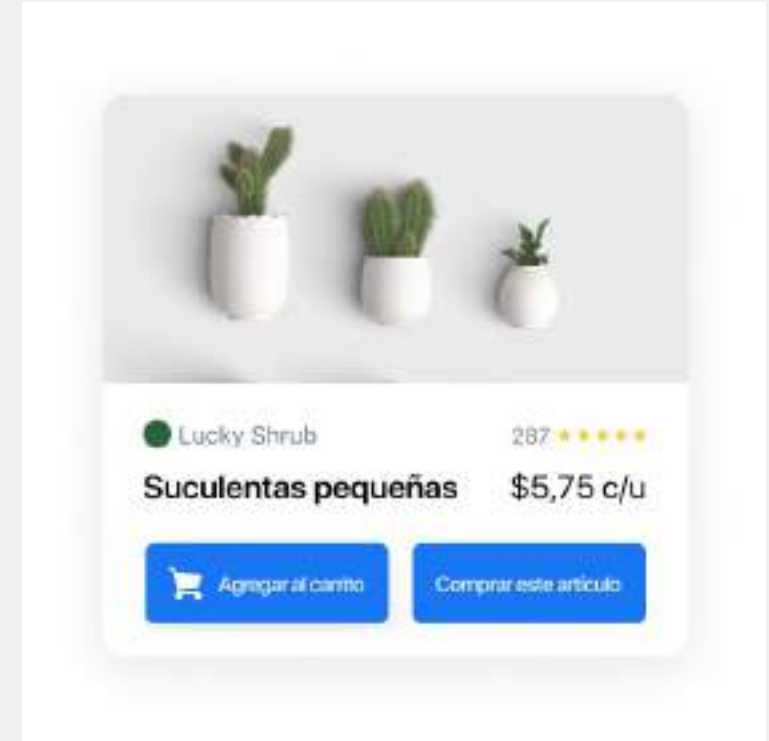 Lucky Shrub 287 ★★★★★
Suculentas pequeñas $5,75 c/u
Agregar al carrito Comprar este artículo